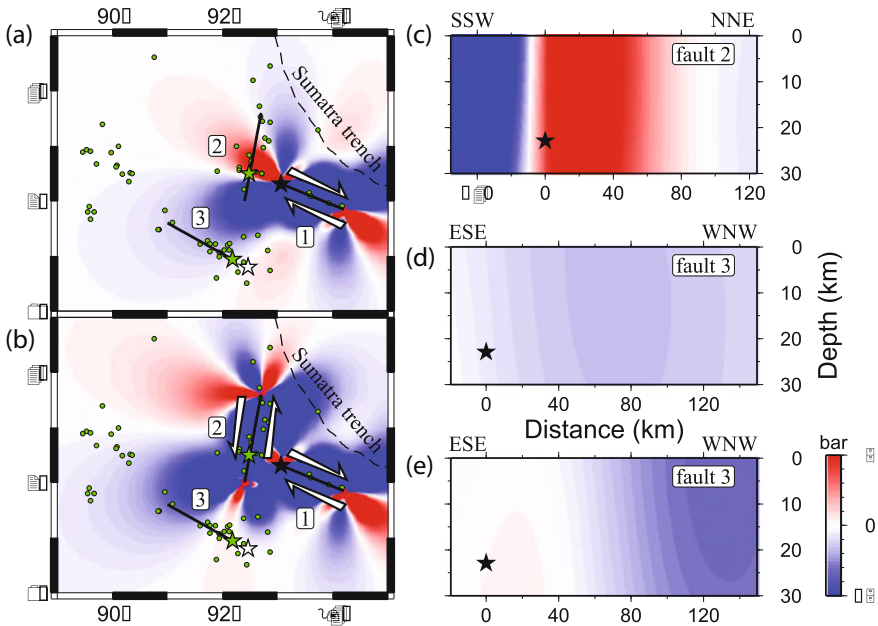 90 92
(a)
Sumatra trench
2
3
1
(b)
Sumatra trench
2
3
1
90 92
(c)
SSW NNE
fault 2
0
10
20
30
0 40 80 120
(d)
ESE WNW
fault 3
0
10
20
30
0 40 80 120
Distance (km)
Depth (km)
(e)
ESE WNW
fault 3
0
10
20
30
0 40 80 120
bar
0